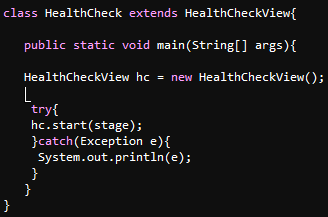 class HealthCheck extends HealthCheckView{
public static void main(String[] args){
HealthCheckView hc = new HealthCheckView();
try{
hc.start(stage);
}catch(Exception e){
System.out.println(e);
}
}
}